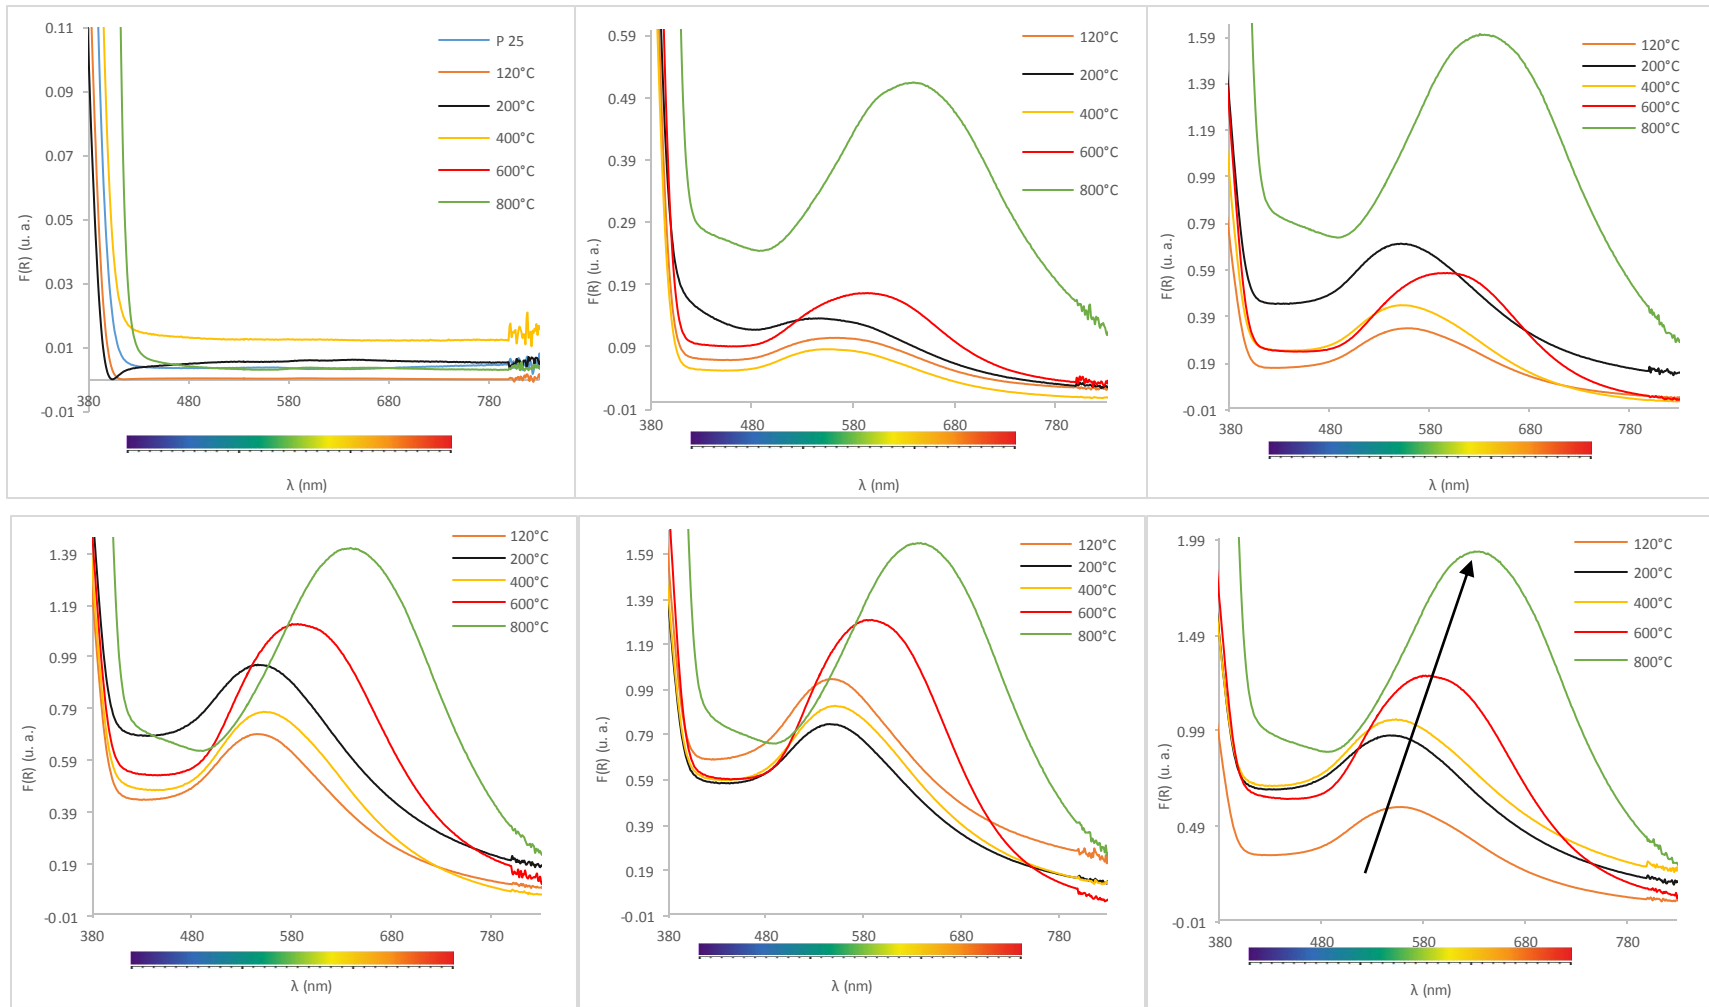 0.11
0.09
0.07
0.05
0.03
0.01
-0.01
F(R) (u. a.)
P 25
120°C
200°C
400°C
600°C
800°C
380 480 580 680 780
λ (nm)
0.59
0.49
0.39
0.29
0.19
0.09
-0.01
F(R) (u. a.)
120°C
200°C
400°C
600°C
800°C
380 480 580 680 780
λ (nm)
1.59
1.39
1.19
0.99
0.79
0.59
0.39
0.19
-0.01
F(R) (u. a.)
120°C
200°C
400°C
600°C
800°C
380 480 580 680 780
λ (nm)
1.39
1.19
0.99
0.79
0.59
0.39
0.19
-0.01
F(R) (u. a.)
120°C
200°C
400°C
600°C
800°C
380 480 580 680 780
λ (nm)
1.59
1.39
1.19
0.99
0.79
0.59
0.39
0.19
-0.01
F(R) (u. a.)
120°C
200°C
400°C
600°C
800°C
380 480 580 680 780
λ (nm)
1.99
1.49
0.99
0.49
-0.01
F(R) (u. a.)
120°C
200°C
400°C
600°C
800°C
380 480 580 680 780
λ (nm)